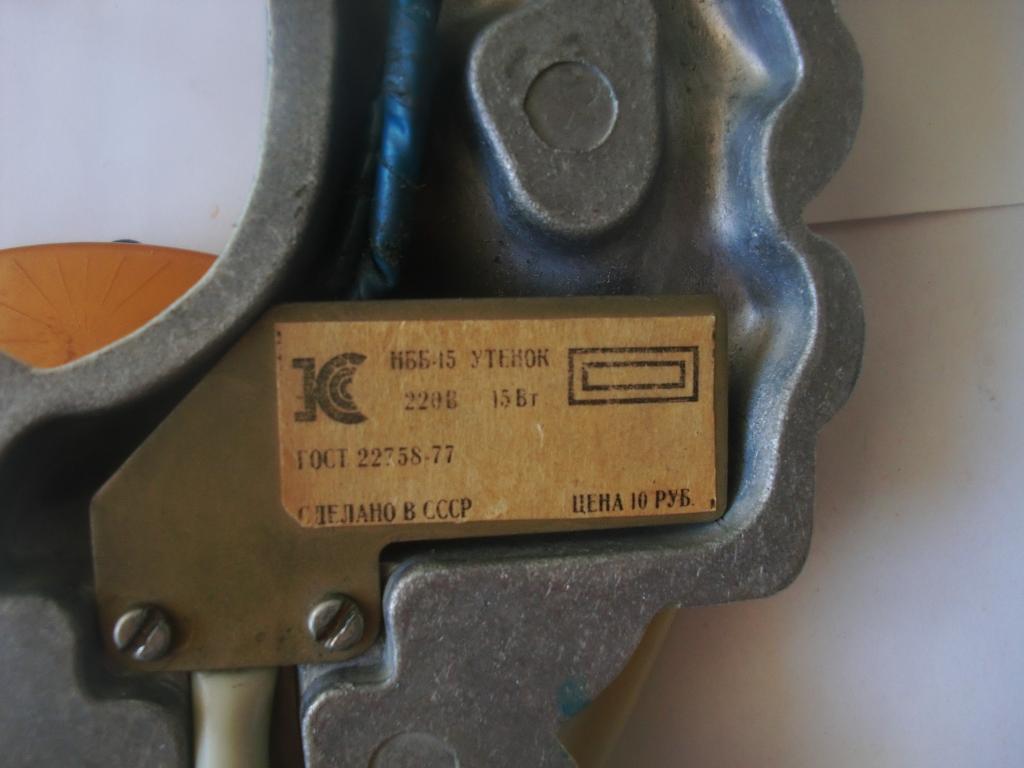 НББ-15 УТЕНОК
220В 15Вт
ГОСТ 22758-77
СДЕЛАНО В СССР ЦЕНА 10 РУБ.